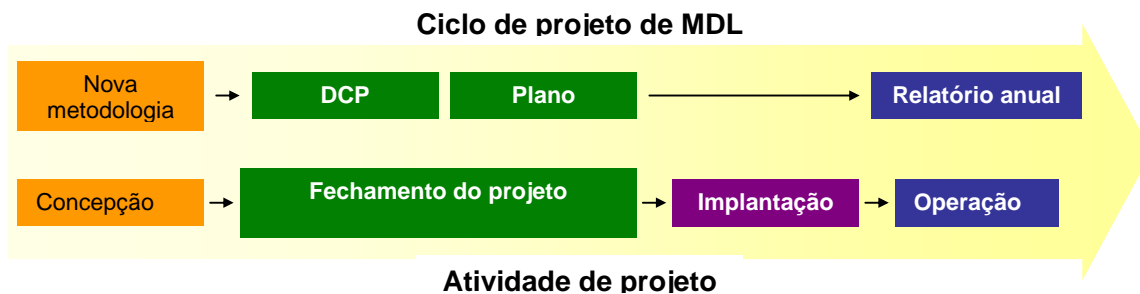 Ciclo de projeto de MDL
Nova
metodologia
DCP
Plano
Relatório anual
Concepção
Fechamento do projeto
Implantação
Operação
Atividade de projeto